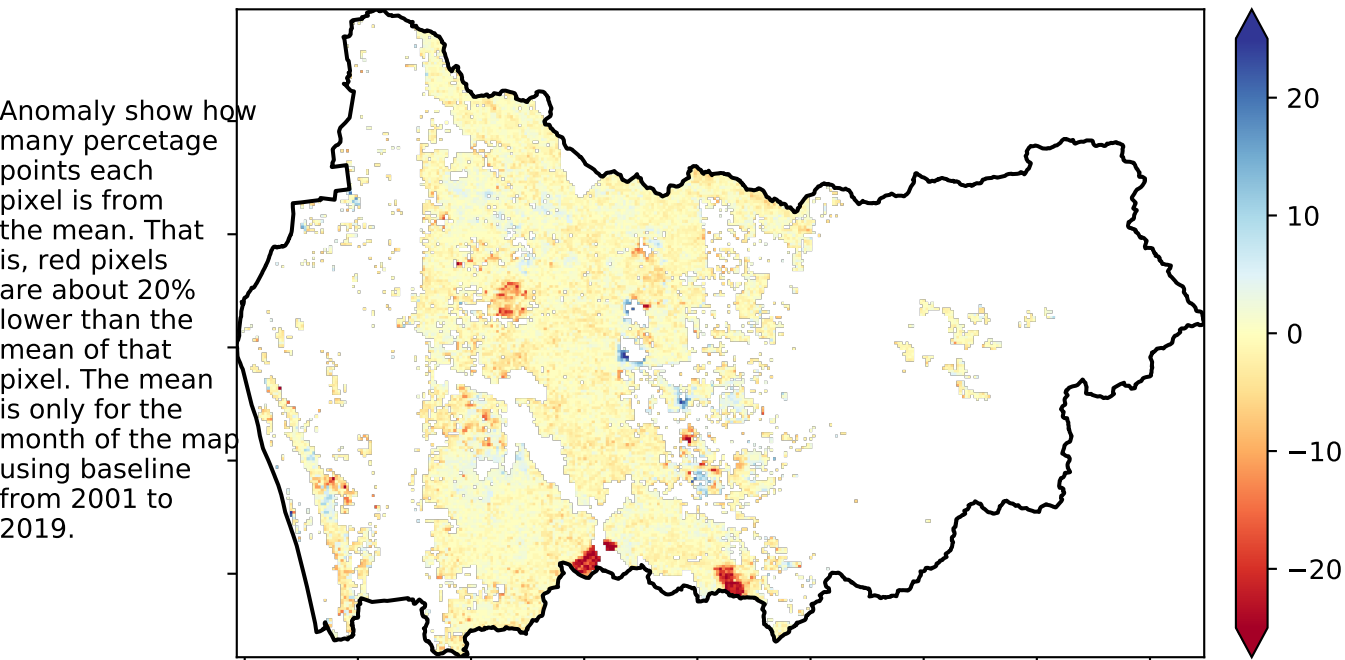 Anomaly show how
many percetage
points each
pixel is from
the mean. That
is, red pixels
are about 20%
lower than the
mean of that
pixel. The mean
is only for the
month of the map
using baseline
from 2001 to
2019.
20
10
0
−10
−20